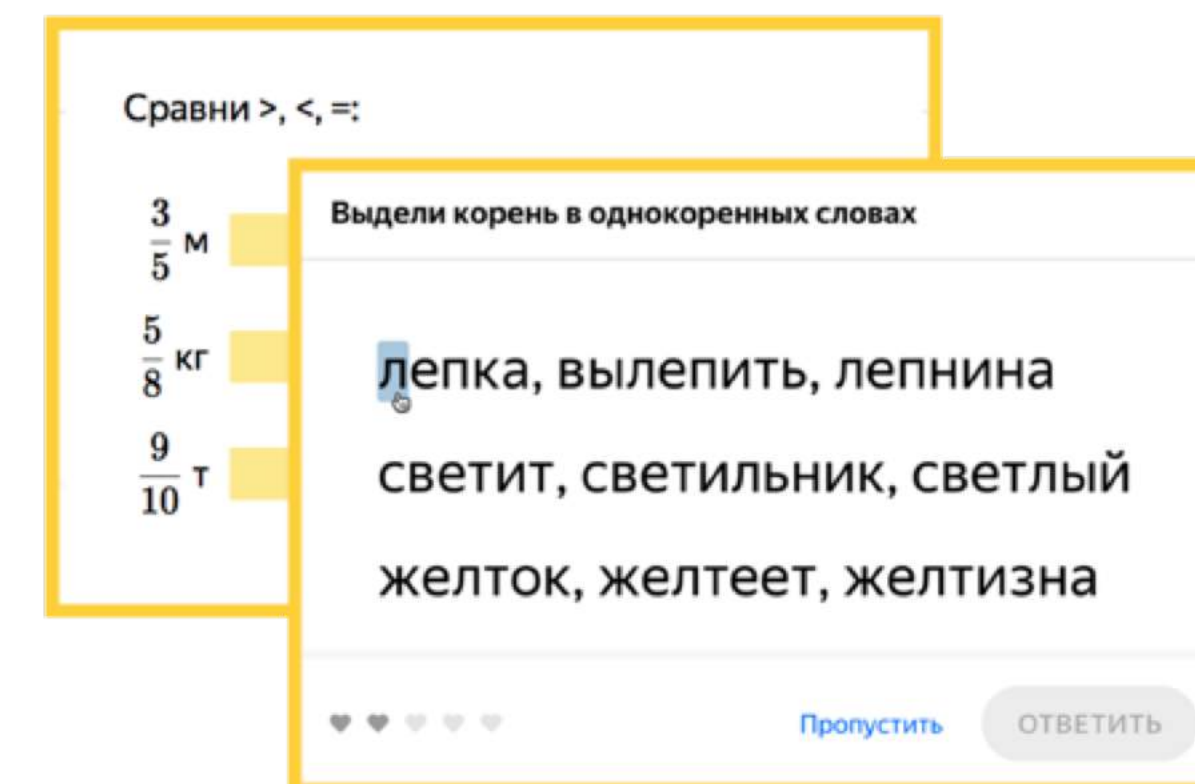 Сравни >, <, =:
3/5 м
5/8 кг
9/10 т
Выдели корень в однокоренных словах
лепка, вылепить, лепнина
светит, светильник, светлый
желток, желтеет, желтизна
Пропустить ОТВЕТИТЬ